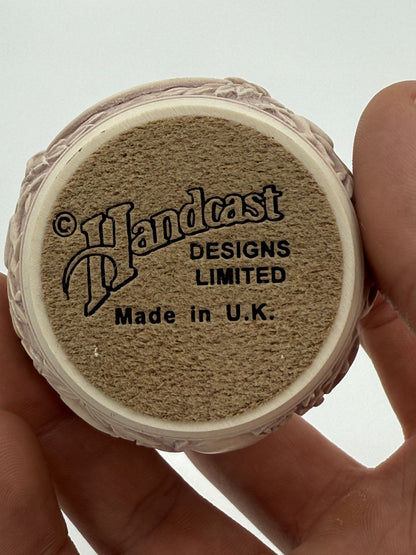 © Handcast
DESIGNS
LIMITED
Made in U.K.